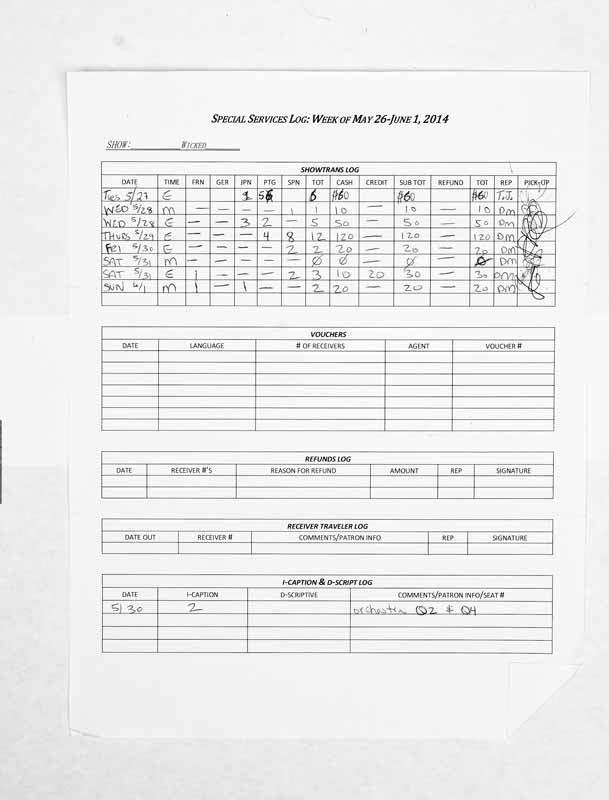 SPECIAL SERVICES LOG: WEEK OF MAY 26-JUNE 1, 2014
SHOW: WICKED
SHOWTRANS LOG
DATE TIME FRN GER JPN PTG SPN TOT CASH CREDIT SUB TOT REFUND TOT REP PICK-UP
Tues 5/27 E 1 5 6 $60 $60 $60 T.J.
WED 5/28 M — — — — 1 1 10 — 10 — 10 DM
WED 5/28 E — — 3 2 — 5 50 — 50 — 50 DM
THURS 5/29 E — — — 4 8 12 120 — 120 — 120 DM
FRI 5/30 E — — — — 2 2 20 — 20 — 20 DM
SAT 5/31 M — — — — — Ø Ø — Ø — Ø DM
SAT 5/31 E 1 — — — 2 3 10 20 30 — 30 DM
SUN 6/1 M 1 — 1 — — 2 20 — 20 — 20 DM
VOUCHERS
DATE LANGUAGE # OF RECEIVERS AGENT VOUCHER #
REFUNDS LOG
DATE RECEIVER #'S REASON FOR REFUND AMOUNT REP SIGNATURE
RECEIVER TRAVELER LOG
DATE OUT RECEIVER # COMMENTS/PATRON INFO REP SIGNATURE
I-CAPTION & D-SCRIPT LOG
DATE I-CAPTION D-SCRIPTIVE COMMENTS/PATRON INFO/SEAT #
5/30 2 orchestra Q2 & Q4